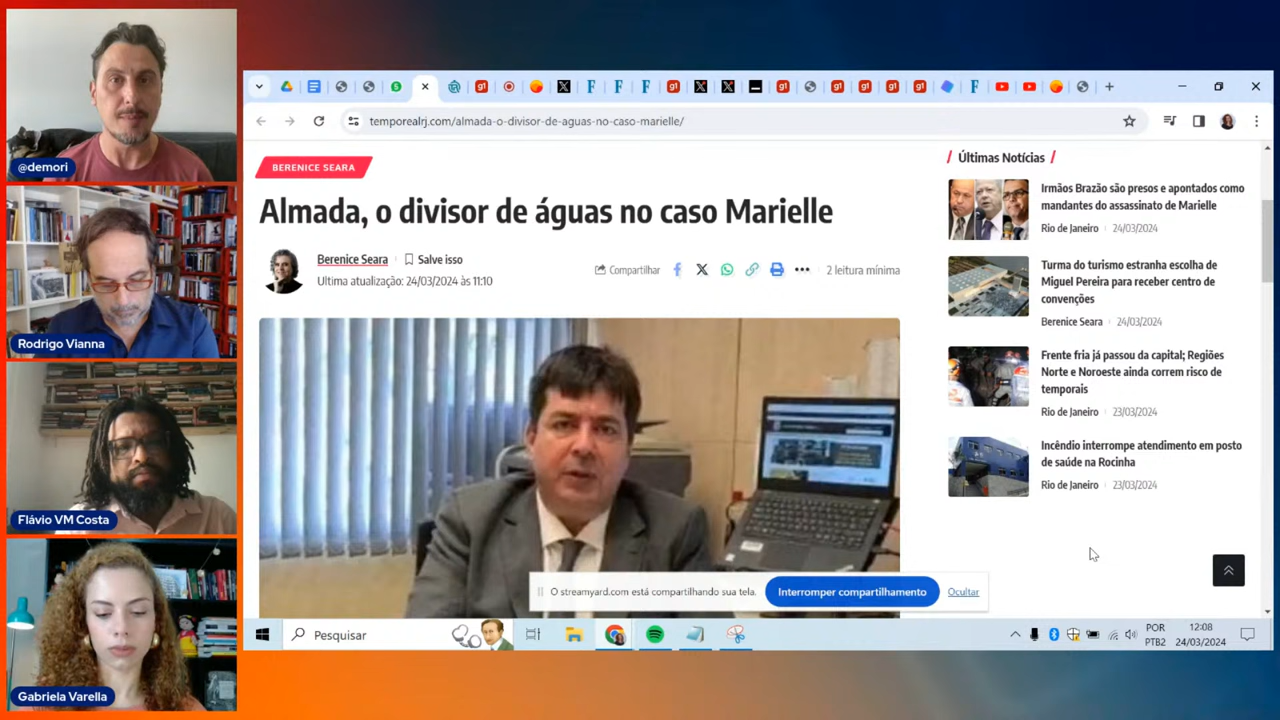 @demori
Rodrigo Vianna
Flávio VM Costa
Gabriela Varella
temporealrj.com/almada-o-divisor-de-aguas-no-caso-marielle/
BERENICE SEARA
Almada, o divisor de águas no caso Marielle
Berenice Seara
Salve isso
Ultima atualização: 24/03/2024 às 11:10
Compartilhar
2 leitura mínima
Últimas Notícias
Irmãos Brazão são presos e apontados como
mandantes do assassinato de Marielle
Rio de Janeiro
24/03/2024
Turma do turismo estranha escolha de
Miguel Pereira para receber centro de
convenções
Berenice Seara
24/03/2024
Frente fria já passou da capital; Regiões
Norte e Noroeste ainda correm risco de
temporais
Rio de Janeiro
23/03/2024
Incêndio interrompe atendimento em posto
de saúde na Rocinha
Rio de Janeiro
23/03/2024
O streamyard.com está compartilhando sua tela.
Interromper compartilhamento
Ocultar
Pesquisar
POR
PTB2
12:08
24/03/2024